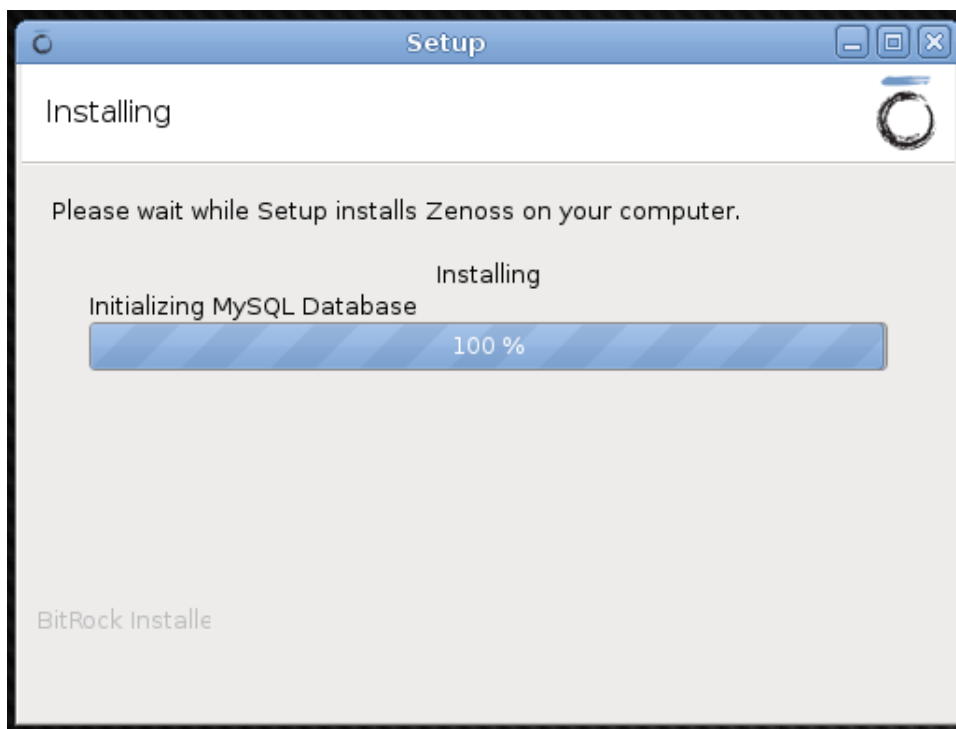 Setup
Installing
Please wait while Setup installs Zenoss on your computer.
Installing
Initializing MySQL Database
100 %
BitRock Installe